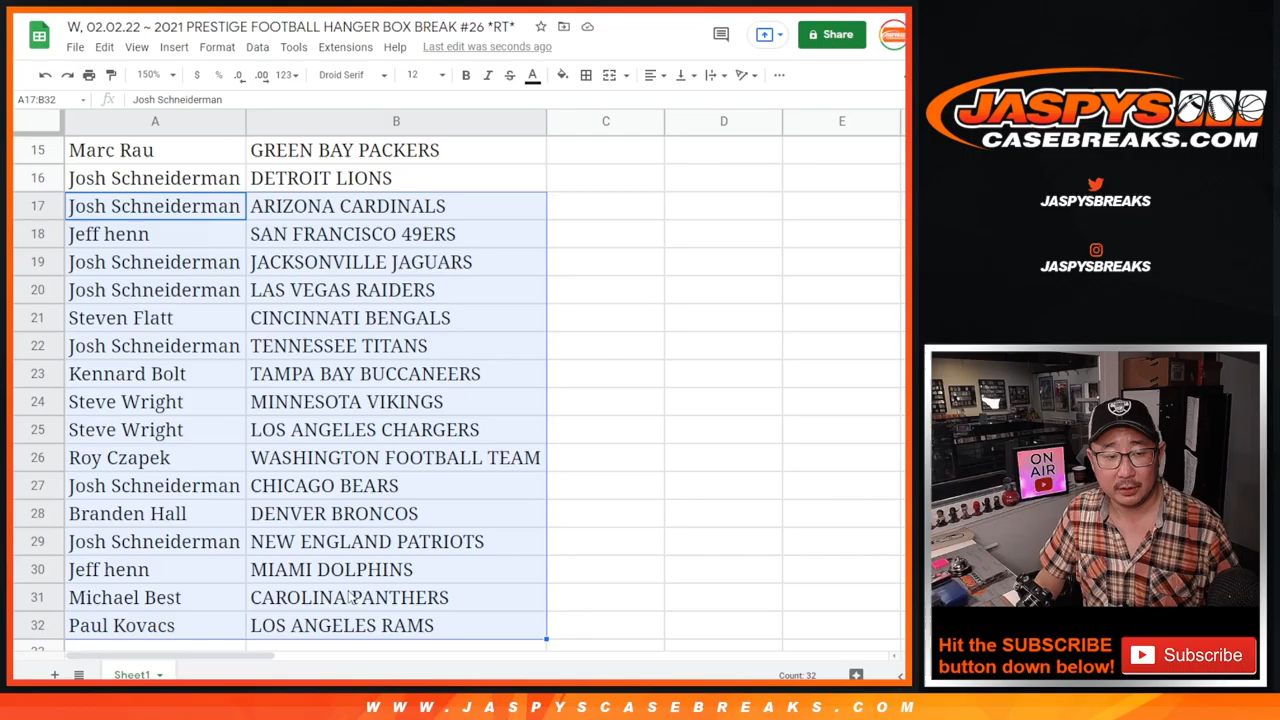 W, 02.02.22 ~ 2021 PRESTIGE FOOTBALL HANGER BOX BREAK #26 *RT*
Share
File Edit View Insert Format Data Tools Extensions Help Last edit was seconds ago
150% $ % .0 .00 123 Droid Serif 12 B I S A
A17:B32 fx Josh Schneiderman
A B C D E
15 Marc Rau GREEN BAY PACKERS
16 Josh Schneiderman DETROIT LIONS
17 Josh Schneiderman ARIZONA CARDINALS
18 Jeff henn SAN FRANCISCO 49ERS
19 Josh Schneiderman JACKSONVILLE JAGUARS
20 Josh Schneiderman LAS VEGAS RAIDERS
21 Steven Flatt CINCINNATI BENGALS
22 Josh Schneiderman TENNESSEE TITANS
23 Kennard Bolt TAMPA BAY BUCCANEERS
24 Steve Wright MINNESOTA VIKINGS
25 Steve Wright LOS ANGELES CHARGERS
26 Roy Czapek WASHINGTON FOOTBALL TEAM
27 Josh Schneiderman CHICAGO BEARS
28 Branden Hall DENVER BRONCOS
29 Josh Schneiderman NEW ENGLAND PATRIOTS
30 Jeff henn MIAMI DOLPHINS
31 Michael Best CAROLINA PANTHERS
32 Paul Kovacs LOS ANGELES RAMS
Sheet1
Count: 32
JASPYS
CASEBREAKS.COM
JASPYSBREAKS
JASPYSBREAKS
ON
AIR
Hit the SUBSCRIBE
button down below!
Subscribe
WWW.JASPYSCASEBREAKS.COM